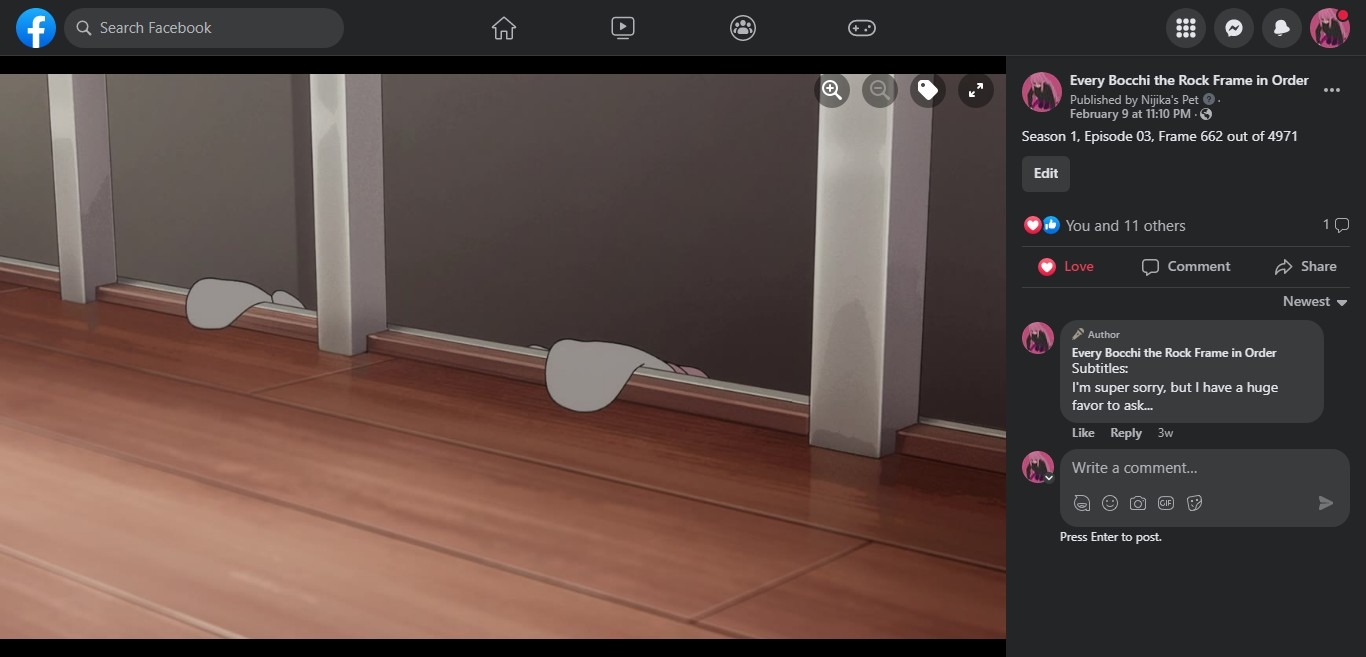 Search Facebook
Every Bocchi the Rock Frame in Order
Published by Nijika's Pet ·
February 9 at 11:10 PM ·
Season 1, Episode 03, Frame 662 out of 4971
Edit
You and 11 others
1
Love
Comment
Share
Newest
Author
Every Bocchi the Rock Frame in Order
Subtitles:
I'm super sorry, but I have a huge
favor to ask...
Like Reply 3w
Write a comment...
GIF
Press Enter to post.